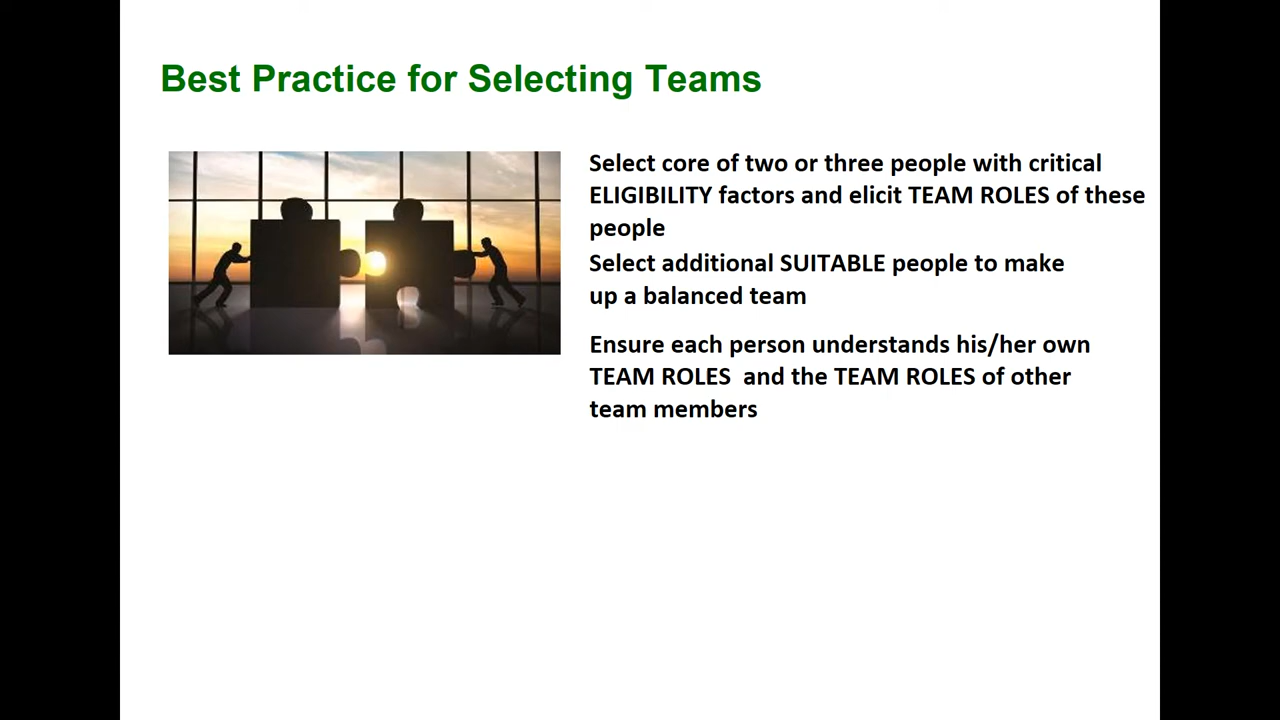 Best Practice for Selecting Teams
Select core of two or three people with critical
ELIGIBILITY factors and elicit TEAM ROLES of these
people
Select additional SUITABLE people to make
up a balanced team
Ensure each person understands his/her own
TEAM ROLES  and the TEAM ROLES of other
team members